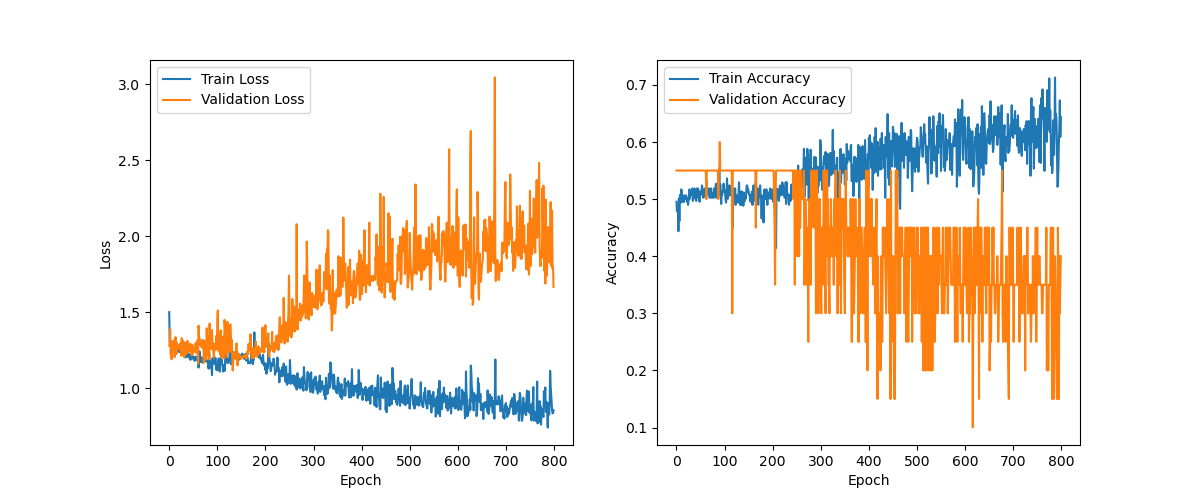 Train Loss
Validation Loss
3.0
2.5
2.0
1.5
1.0
Loss
0 100 200 300 400 500 600 700 800
Epoch
Train Accuracy
Validation Accuracy
0.7
0.6
0.5
0.4
0.3
0.2
0.1
Accuracy
0 100 200 300 400 500 600 700 800
Epoch